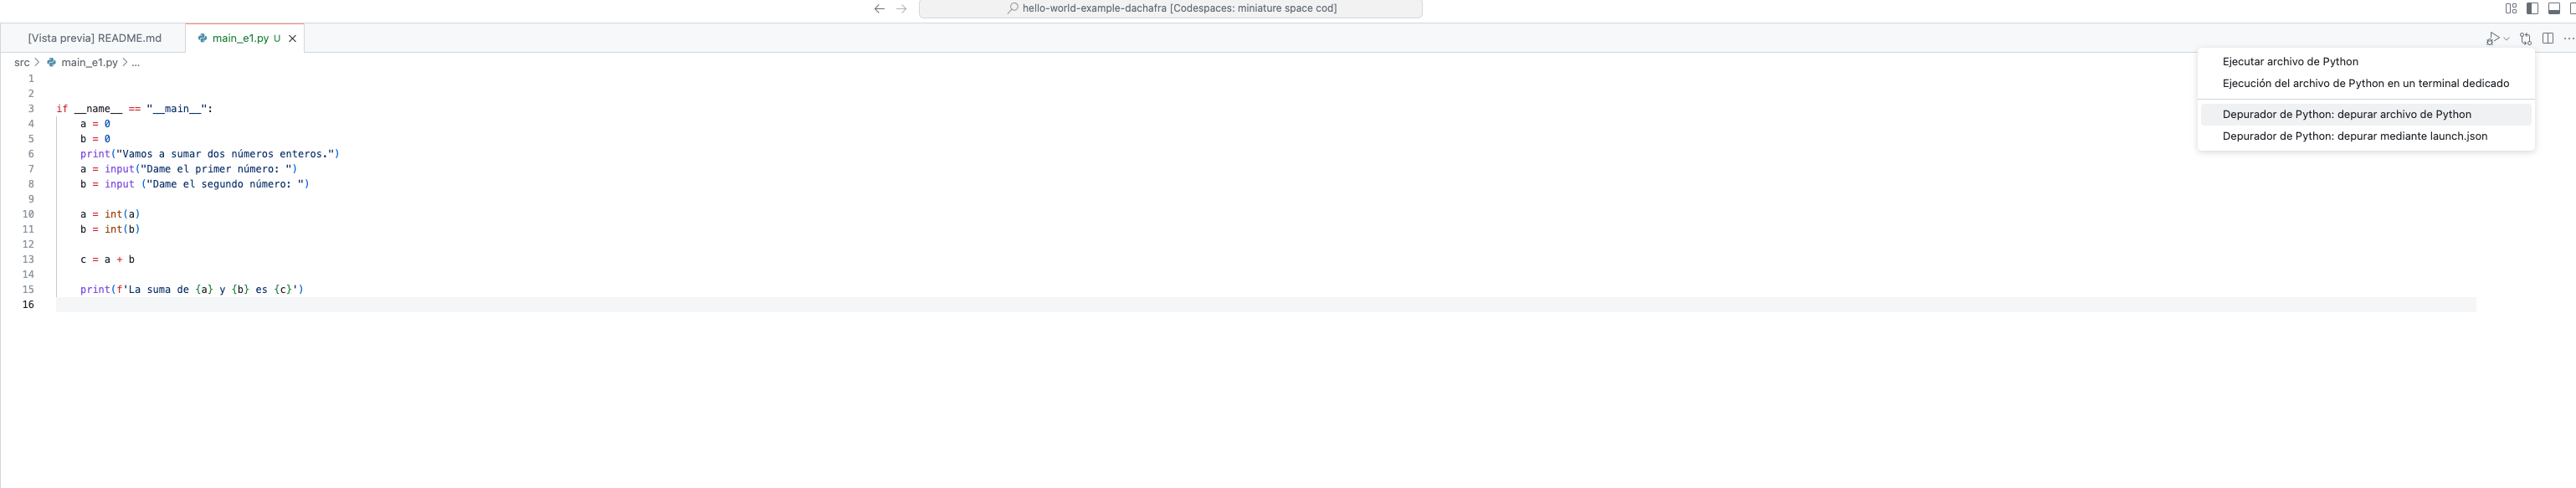 hello-world-example-dachafra [Codespaces: miniature space cod]
[Vista previa] README.md
main_e1.py U
src > main_e1.py > ...
Ejecutar archivo de Python
Ejecución del archivo de Python en un terminal dedicado
Depurador de Python: depurar archivo de Python
Depurador de Python: depurar mediante launch.json
1
2
3 if __name__ == "__main__":
4     a = 0
5     b = 0
6     print("Vamos a sumar dos números enteros.")
7     a = input("Dame el primer número: ")
8     b = input ("Dame el segundo número: ")
9
10     a = int(a)
11     b = int(b)
12
13     c = a + b
14
15     print(f'La suma de {a} y {b} es {c}')
16